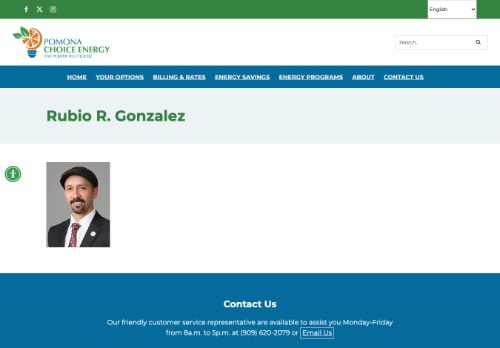 English
POMONA
CHOICE ENERGY
THE POWER TO CHOOSE
Search...
HOME YOUR OPTIONS BILLING & RATES ENERGY SAVINGS ENERGY PROGRAMS ABOUT CONTACT US
Rubio R. Gonzalez
Contact Us
Our friendly customer service representative are available to assist you Monday-Friday
from 8a.m. to 5p.m. at (909) 620-2079 or Email Us